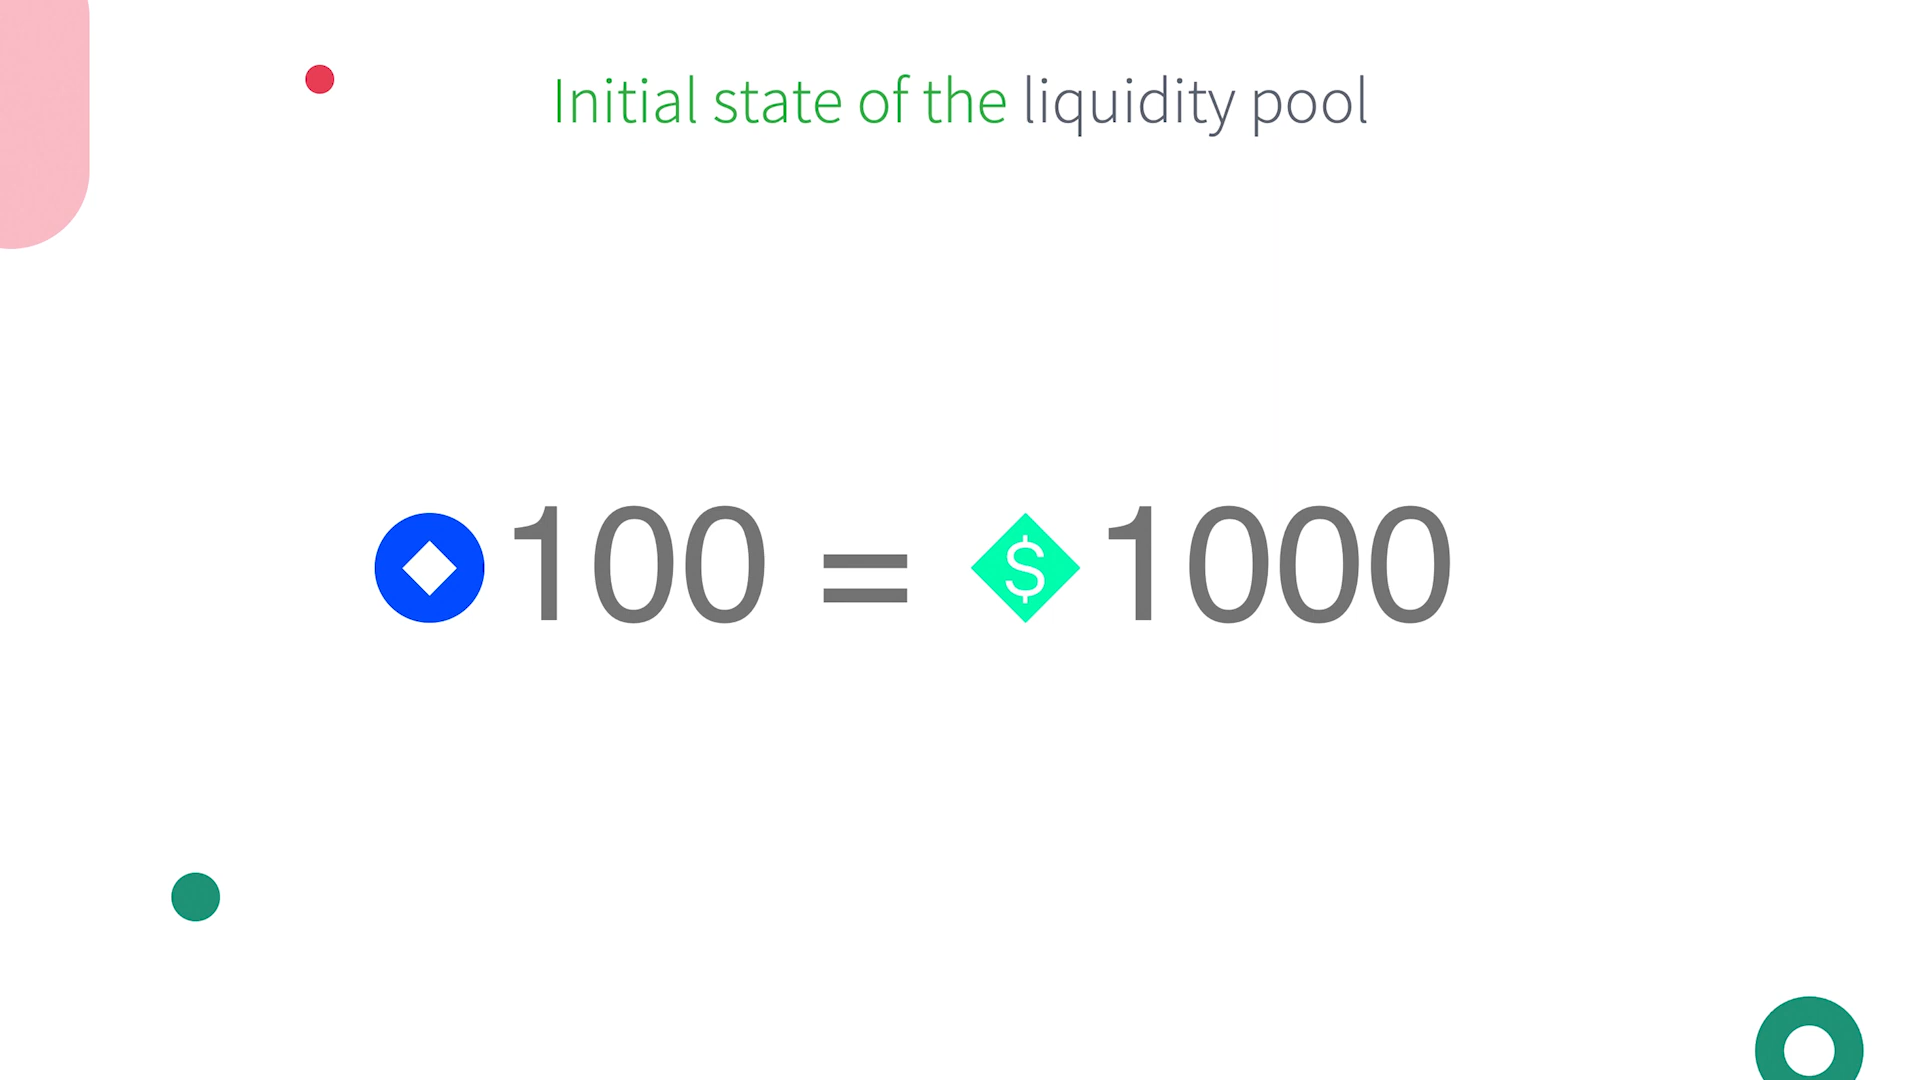 Initial state of the liquidity pool
100 = $ 1000